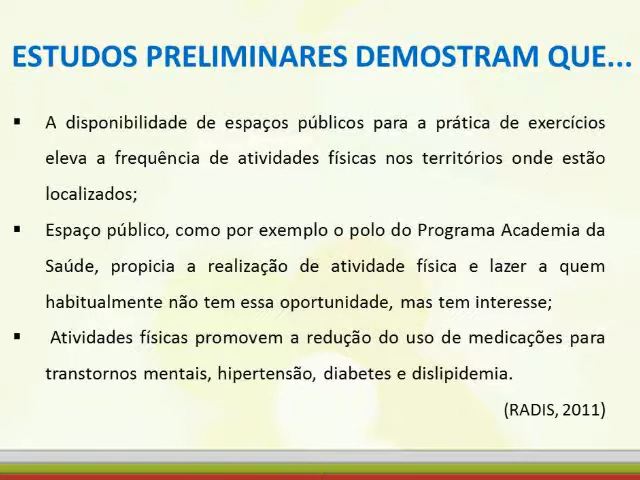 ESTUDOS PRELIMINARES DEMOSTRAM QUE...
▪ A disponibilidade de espaços públicos para a prática de exercícios
eleva a frequência de atividades físicas nos territórios onde estão
localizados;
▪ Espaço público, como por exemplo o polo do Programa Academia da
Saúde, propicia a realização de atividade física e lazer a quem
habitualmente não tem essa oportunidade, mas tem interesse;
▪ Atividades físicas promovem a redução do uso de medicações para
transtornos mentais, hipertensão, diabetes e dislipidemia.
(RADIS, 2011)